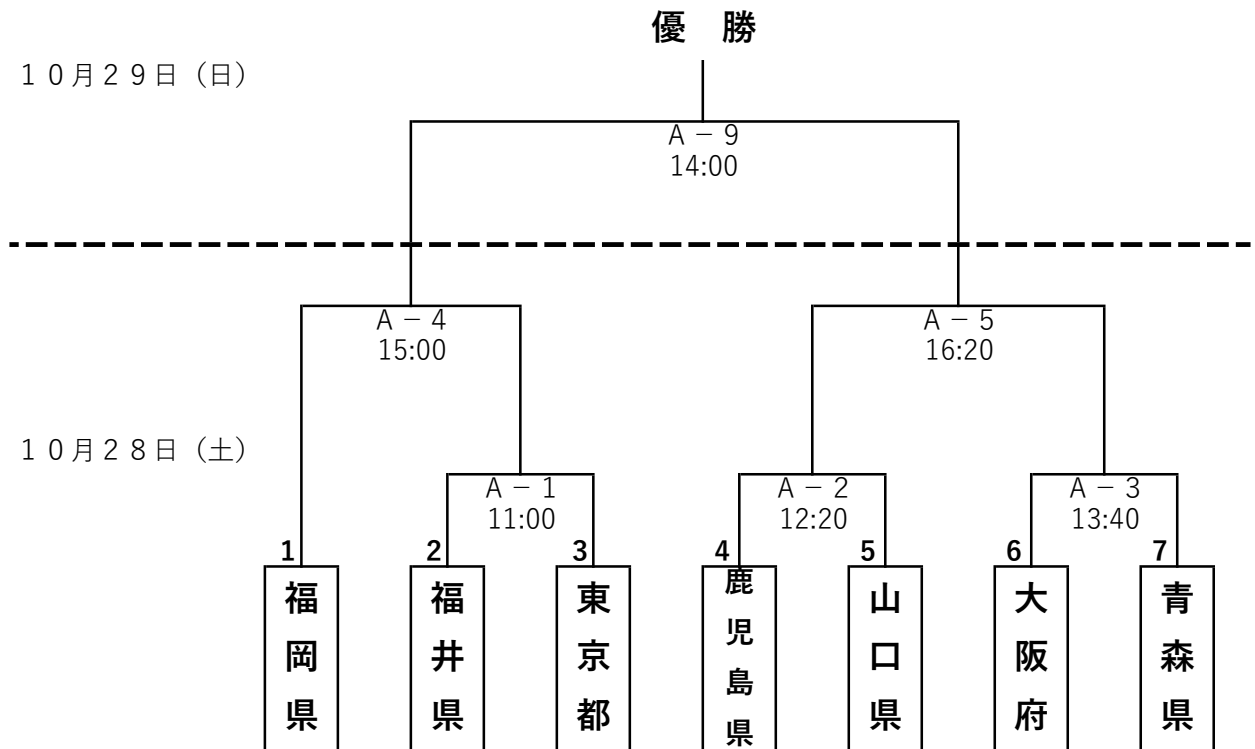 優　勝
１０月２９日（日）
Ａ－９
14:00
Ａ－４
15:00
Ａ－５
16:20
１０月２８日（土）
Ａ－１
11:00
Ａ－２
12:20
Ａ－３
13:40
1
2
3
4
5
6
7
福岡県
福井県
東京都
鹿児島県
山口県
大阪府
青森県